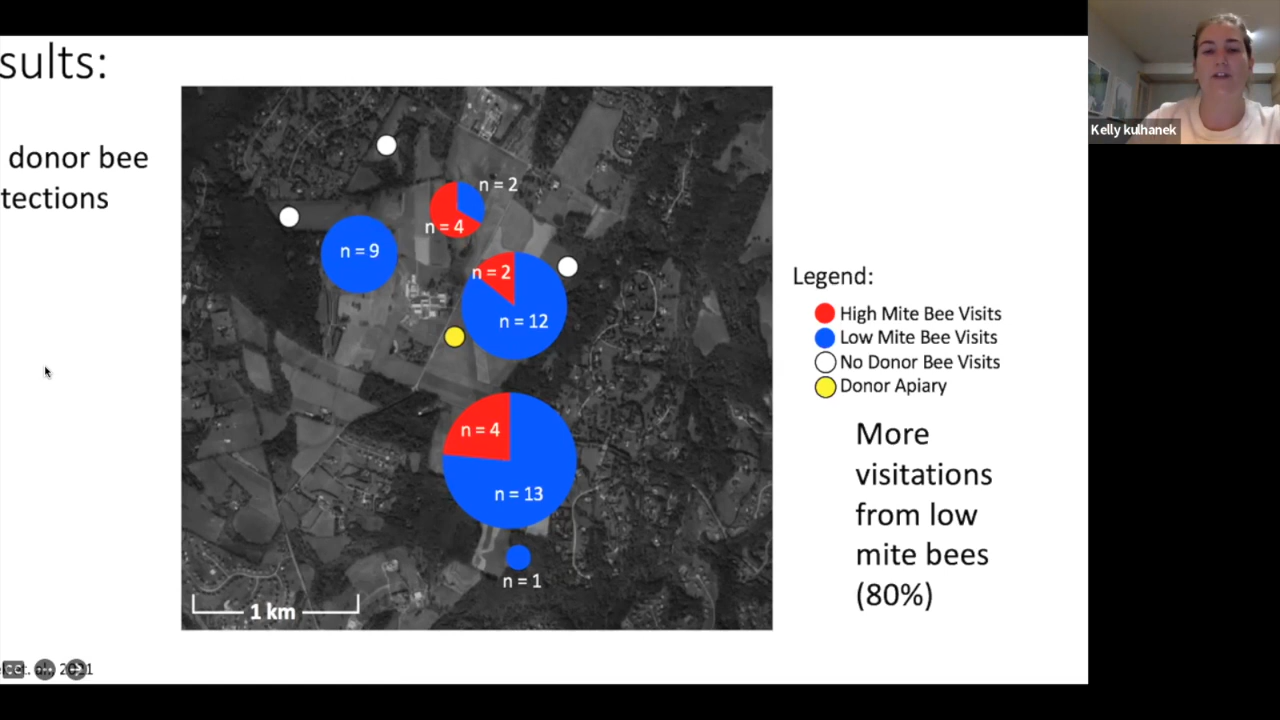 sults:
donor bee
tections
n = 2
n = 4
n = 9
n = 2
n = 12
n = 4
n = 13
n = 1
1 km
Legend:
High Mite Bee Visits
Low Mite Bee Visits
No Donor Bee Visits
Donor Apiary
More
visitations
from low
mite bees
(80%)
Kelly kulhanek